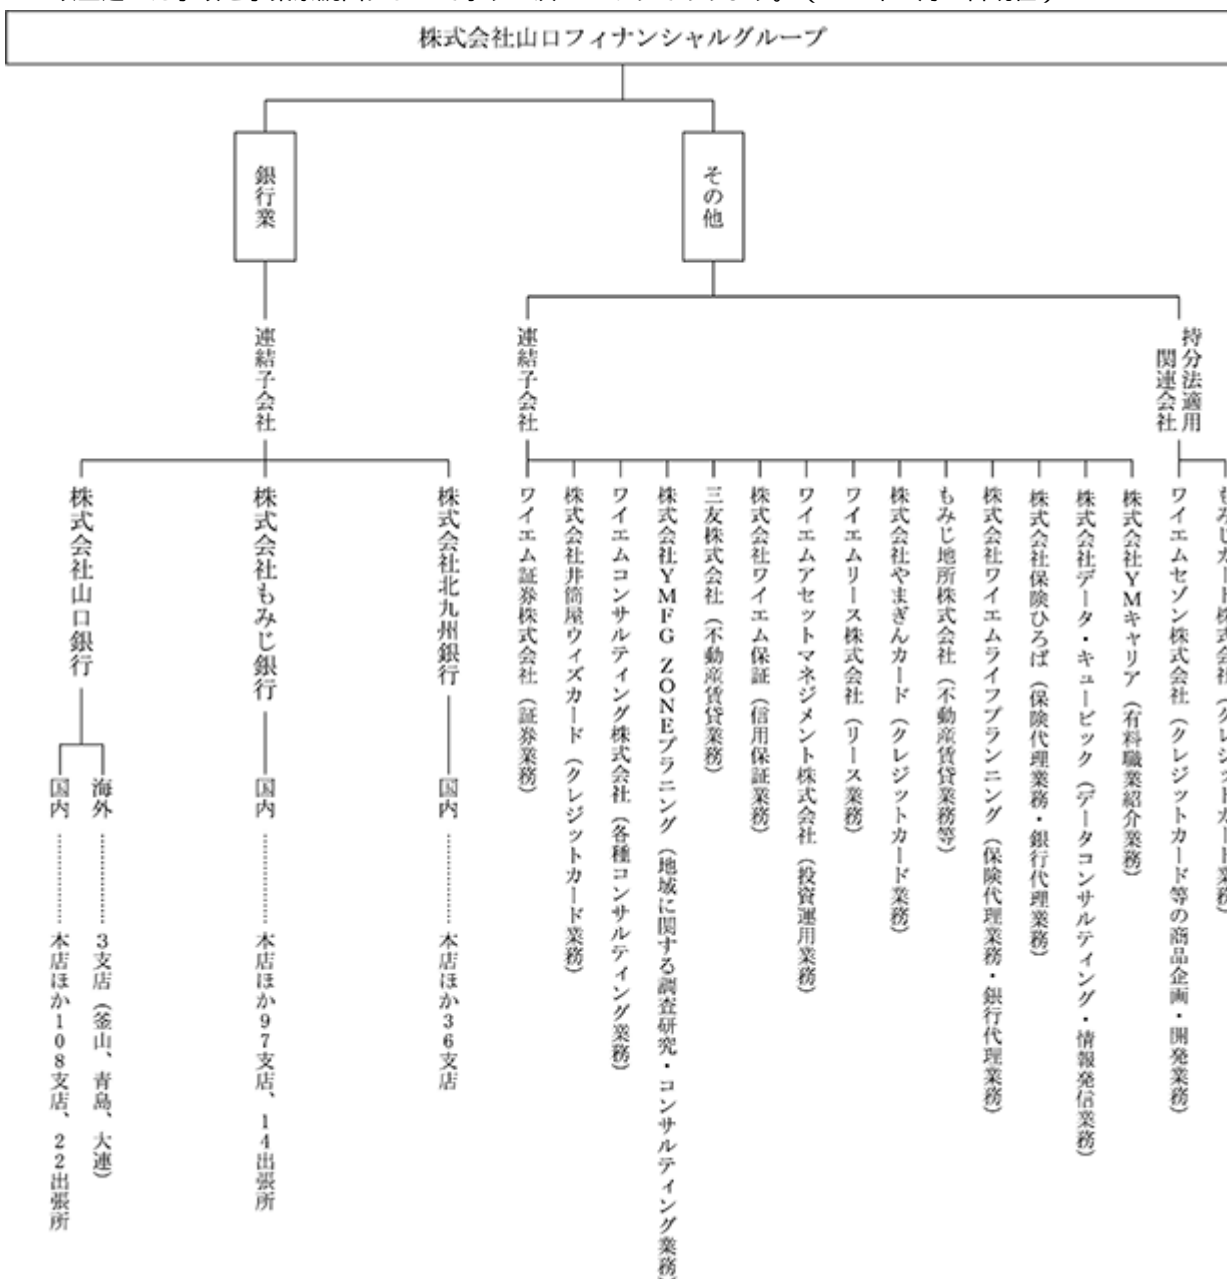 株式会社山口フィナンシャルグループ
銀行業
その他
連結子会社
連結子会社
持分法適用
関連会社
株式会社山口銀行
株式会社もみじ銀行
株式会社北九州銀行
ワイエム証券株式会社（証券業務）
株式会社井筒屋ウィズカード（クレジットカード業務）
ワイエムコンサルティング株式会社（各種コンサルティング業務）
株式会社YMFG ZONEプラニング（地域に関する調査研究・コンサルティング業務
三友株式会社（不動産賃貸業務）
株式会社ワイエム保証（信用保証業務）
ワイエムアセットマネジメント株式会社（投資運用業務）
ワイエムリース株式会社（リース業務）
株式会社やまぎんカード（クレジットカード業務）
もみじ地所株式会社（不動産賃貸業務等）
株式会社ワイエムライフプランニング（保険代理業務・銀行代理業務）
株式会社保険ひろば（保険代理業務・銀行代理業務）
株式会社データ・キュービック（データコンサルティング・情報発信業務）
株式会社YMキャリア（有料職業紹介業務）
ワイエムセゾン株式会社（クレジットカード等の商品企画・開発業務）
もみじカード株式会社（クレジットカード業務）
国内…………本店ほか108支店、22出張所
海外…………3支店（釜山、青島、大連）
国内…………本店ほか97支店、14出張所
国内…………本店ほか36支店